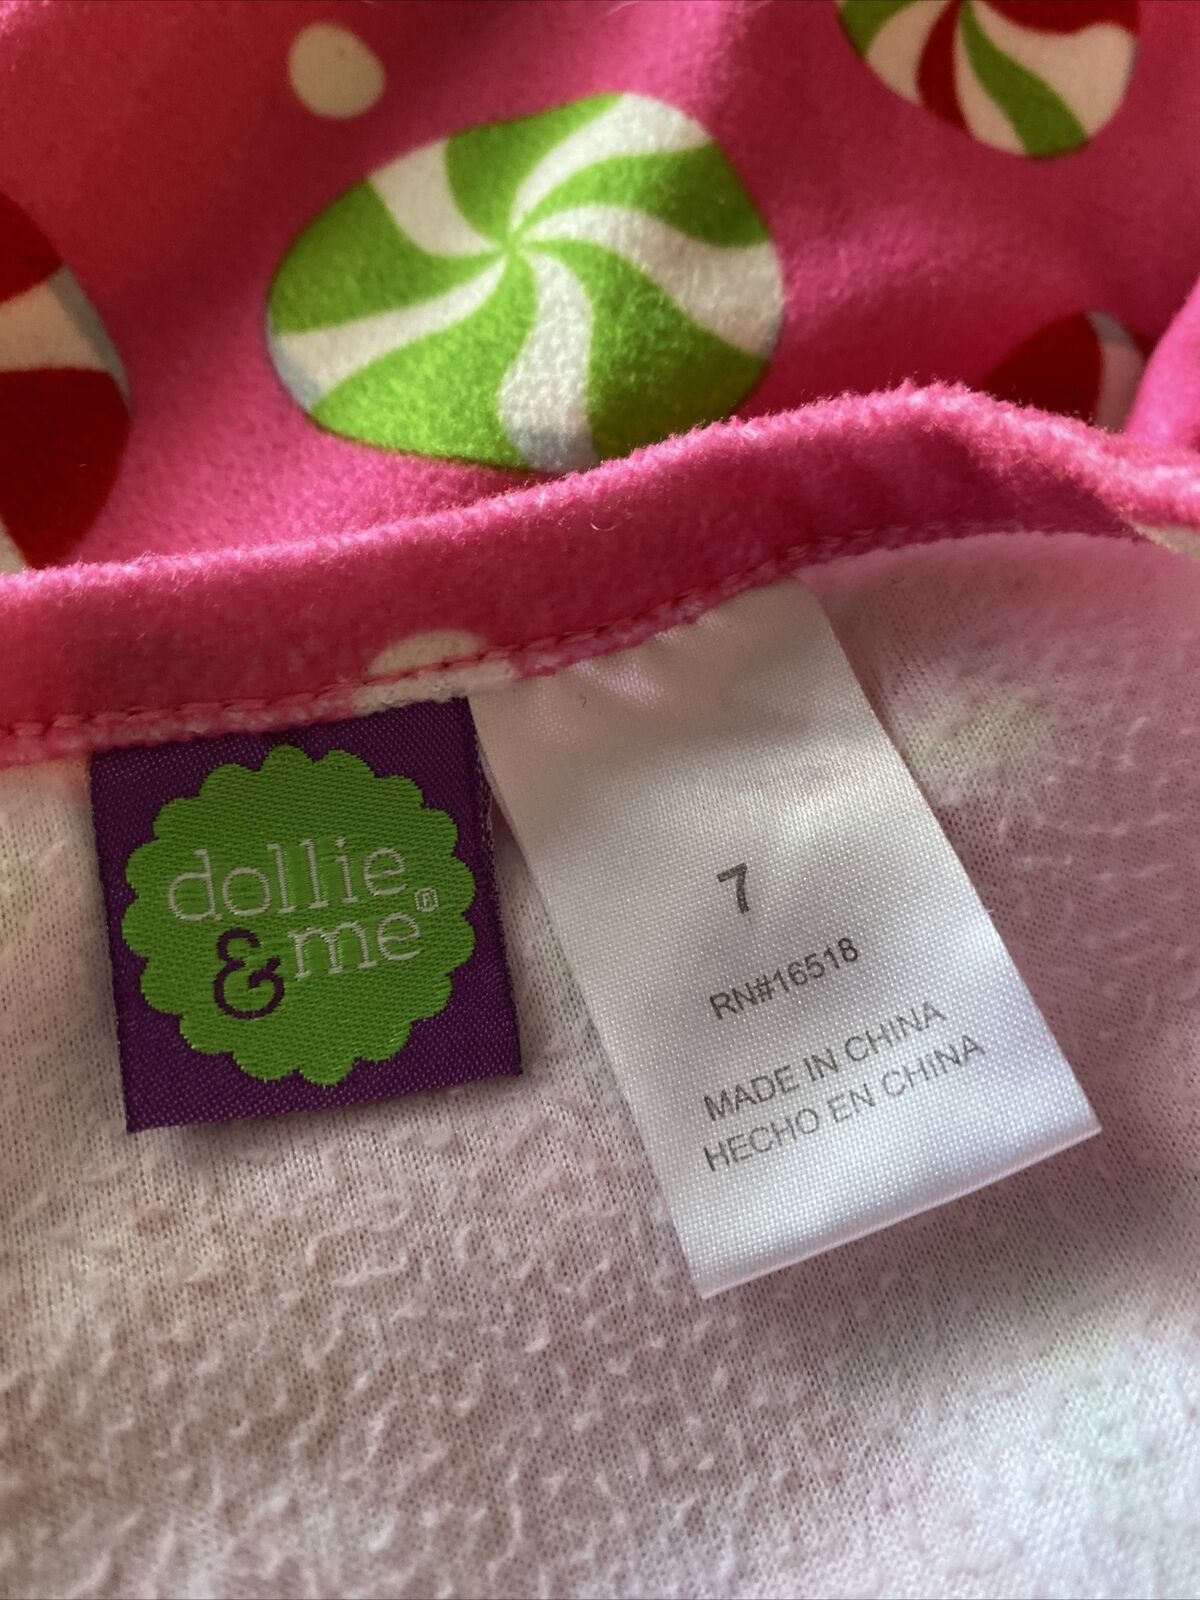 dollie
& me®
7
RN#16518
MADE IN CHINA
HECHO EN CHINA